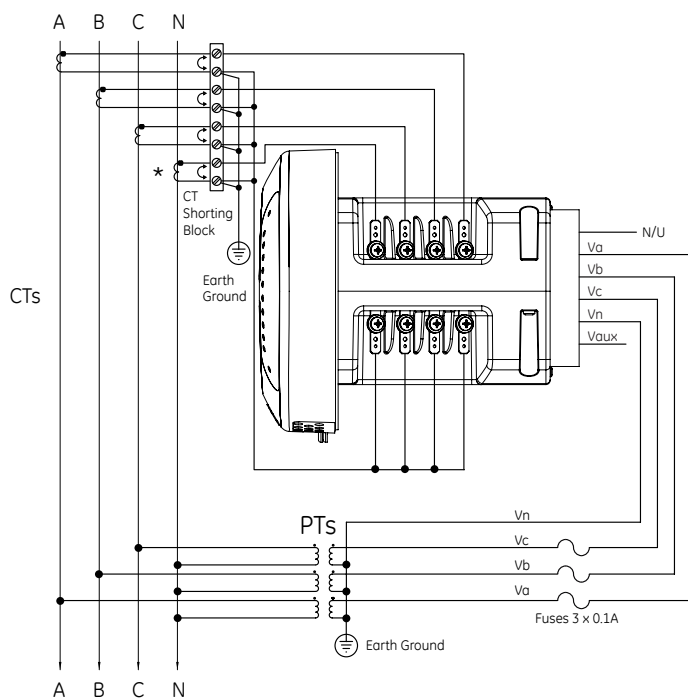 A B C N
*
CT
Shorting
Block
Earth
Ground
CTs
N/U
Va
Vb
Vc
Vn
Vaux
PTs
Vn
Vc
Vb
Va
Fuses 3 x 0.1A
Earth Ground
A B C N